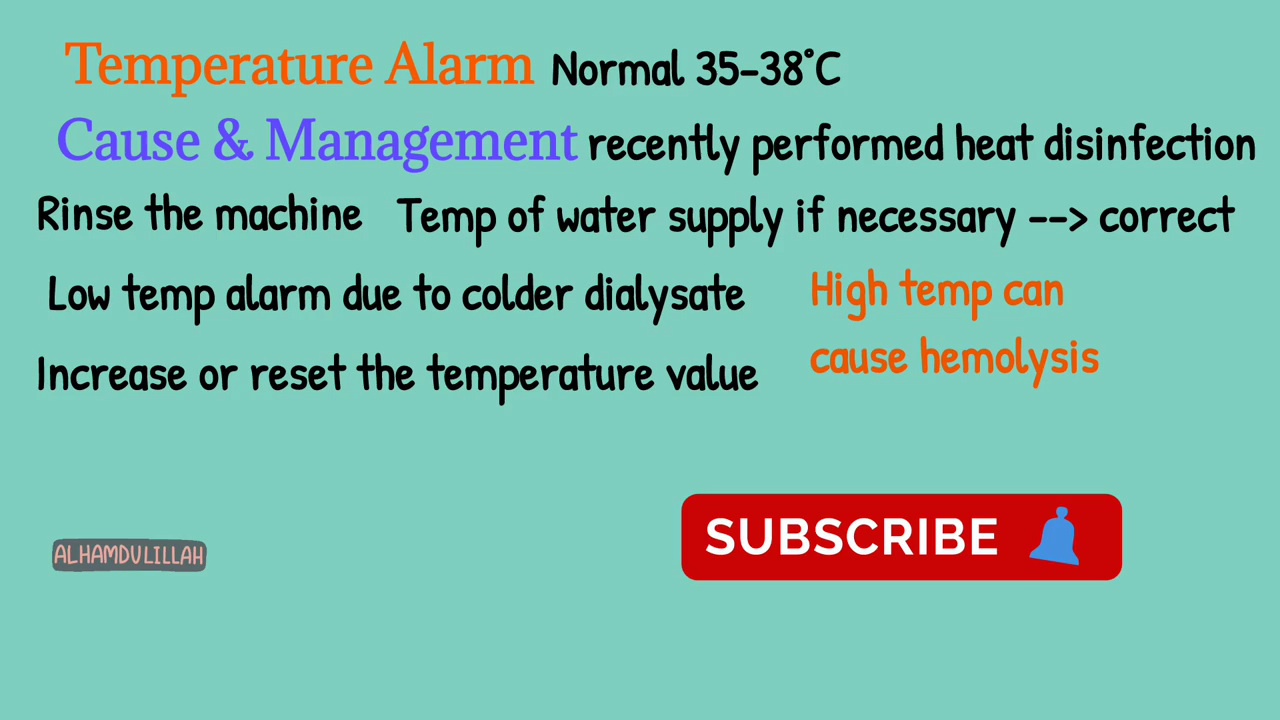 Temperature Alarm Normal 35-38°C
Cause & Management recently performed heat disinfection
Rinse the machine Temp of water supply if necessary --> correct
Low temp alarm due to colder dialysate
High temp can
cause hemolysis
Increase or reset the temperature value
SUBSCRIBE
ALHAMDULILLAH